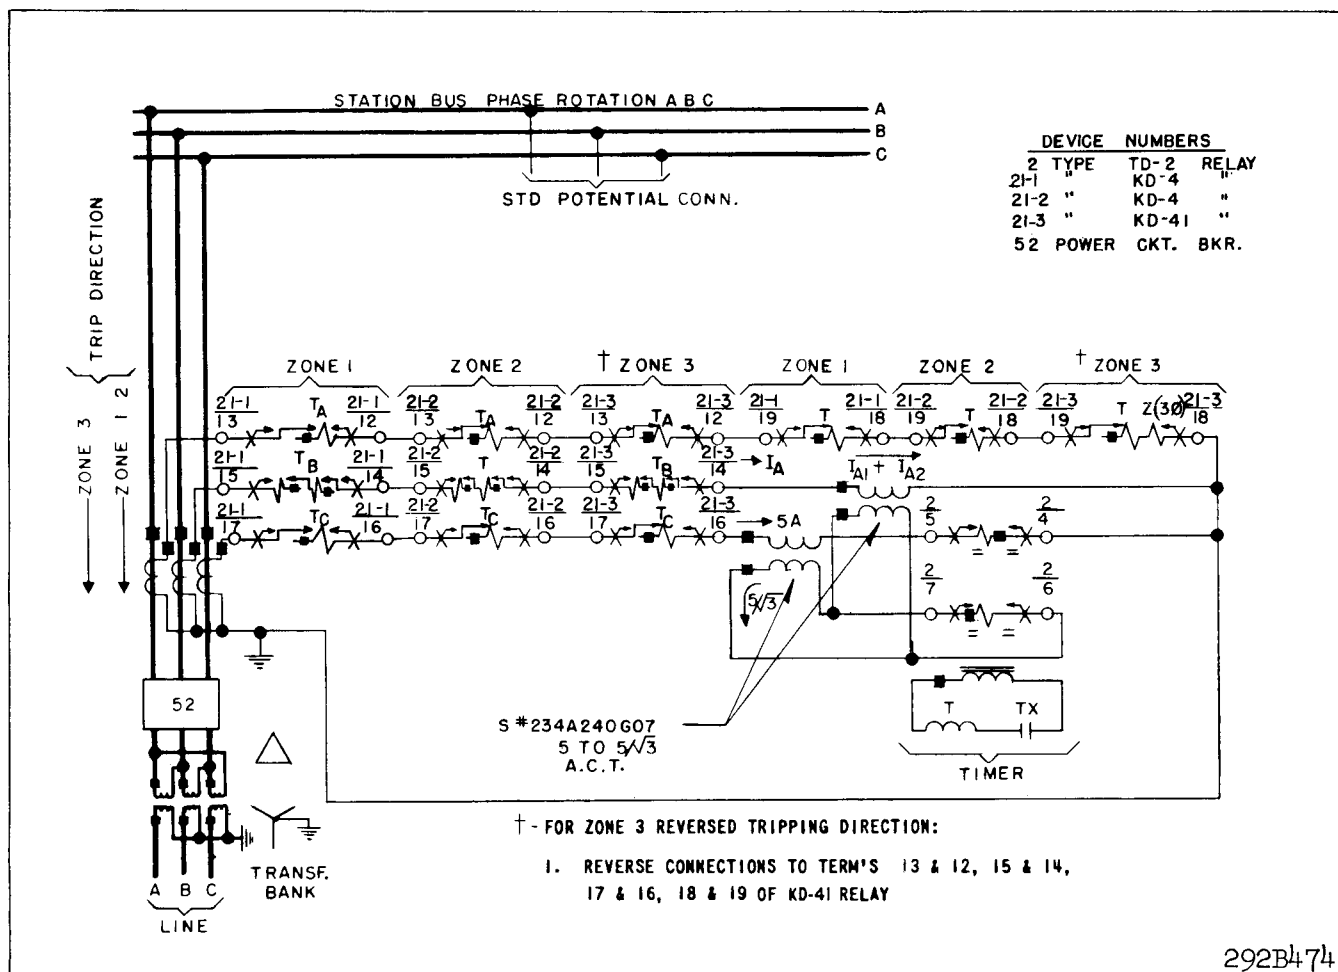 STATION BUS PHASE ROTATION A B C
A
B
C
STD POTENTIAL CONN.
DEVICE NUMBERS
2 TYPE TD-2 RELAY
21-1 " KD-4 "
21-2 " KD-4 "
21-3 " KD-41 "
52 POWER CKT. BKR.
TRIP DIRECTION
ZONE 3
ZONE 1 2
ZONE 1
ZONE 2
† ZONE 3
ZONE 1
ZONE 2
† ZONE 3
21-1/13 TA 21-1/12 21-2/13 TA 21-2/12 21-3/13 TA 21-3/12 21-1/19 T 21-1/18 21-2/19 T 21-2/18 21-3/19 T Z(3Ø) 21-3/18
21-1/15 TB 21-1/14 21-2/15 T 21-2/14 21-3/15 TB 21-3/14 IA IA1 + IA2
21-1/17 TC 21-1/16 21-2/17 TC 21-2/16 21-3/17 TC 21-3/16 5A 2/5 2/4
5/√3 2/7 2/6
52
S#234A240G07
5 TO 5/√3
A.C.T.
T TX
TIMER
TRANSF.
BANK
A B C
LINE
† - FOR ZONE 3 REVERSED TRIPPING DIRECTION:
1. REVERSE CONNECTIONS TO TERM'S 13 & 12, 15 & 14,
17 & 16, 18 & 19 OF KD-41 RELAY
292B474